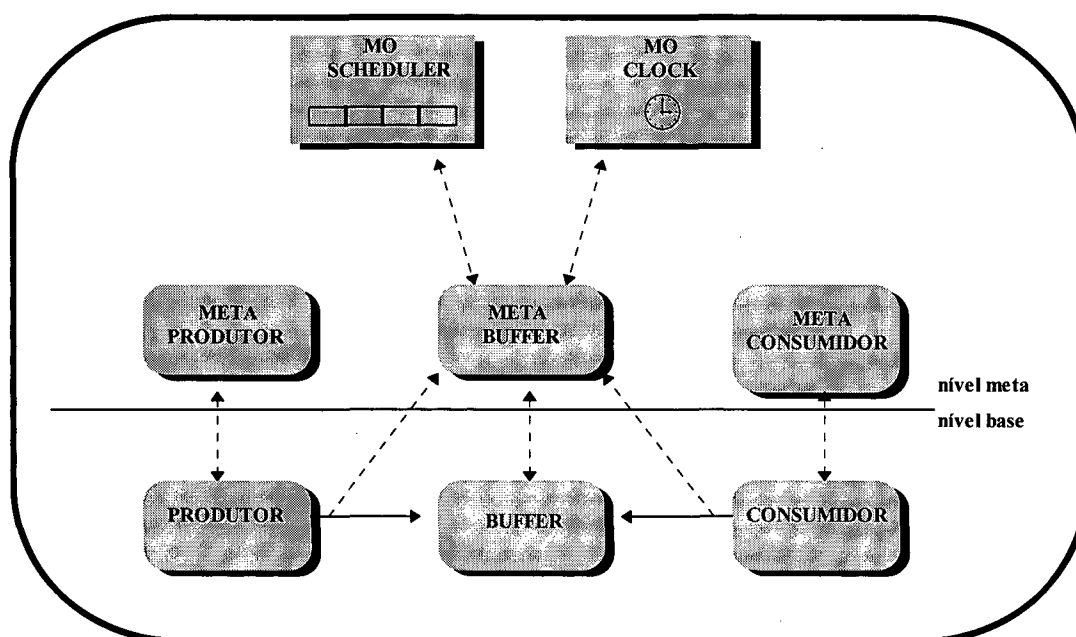 MO
SCHEDULER
MO
CLOCK
META
PRODUTOR
META
BUFFER
META
CONSUMIDOR
nível meta
nível base
PRODUTOR
BUFFER
CONSUMIDOR